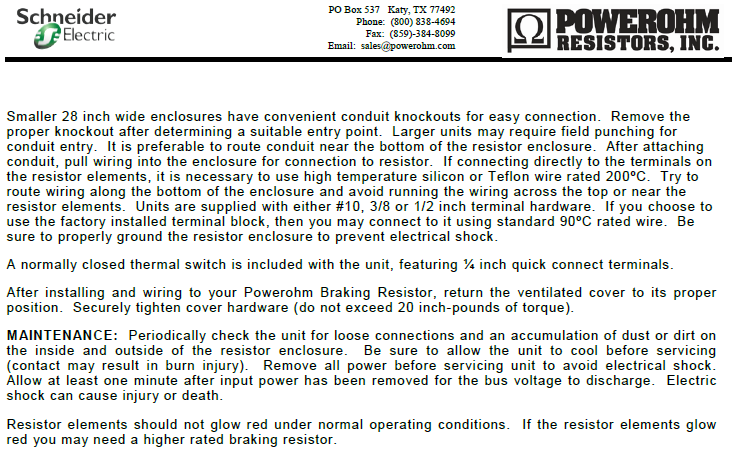 Schneider
Electric
PO Box 537 Katy, TX 77492
Phone: (800) 838-4694
Fax: (859)-384-8099
Email: sales@powerohm.com
POWEROHM
RESISTORS, INC.
Smaller 28 inch wide enclosures have convenient conduit knockouts for easy connection. Remove the
proper knockout after determining a suitable entry point. Larger units may require field punching for
conduit entry. It is preferable to route conduit near the bottom of the resistor enclosure. After attaching
conduit, pull wiring into the enclosure for connection to resistor. If connecting directly to the terminals on
the resistor elements, it is necessary to use high temperature silicon or Teflon wire rated 200°C. Try to
route wiring along the bottom of the enclosure and avoid running the wiring across the top or near the
resistor elements. Units are supplied with either #10, 3/8 or 1/2 inch terminal hardware. If you choose to
use the factory installed terminal block, then you may connect to it using standard 90°C rated wire. Be
sure to properly ground the resistor enclosure to prevent electrical shock.
A normally closed thermal switch is included with the unit, featuring ¼ inch quick connect terminals.
After installing and wiring to your Powerohm Braking Resistor, return the ventilated cover to its proper
position. Securely tighten cover hardware (do not exceed 20 inch-pounds of torque).
MAINTENANCE: Periodically check the unit for loose connections and an accumulation of dust or dirt on
the inside and outside of the resistor enclosure. Be sure to allow the unit to cool before servicing
(contact may result in burn injury). Remove all power before servicing unit to avoid electrical shock.
Allow at least one minute after input power has been removed for the bus voltage to discharge. Electric
shock can cause injury or death.
Resistor elements should not glow red under normal operating conditions. If the resistor elements glow
red you may need a higher rated braking resistor.